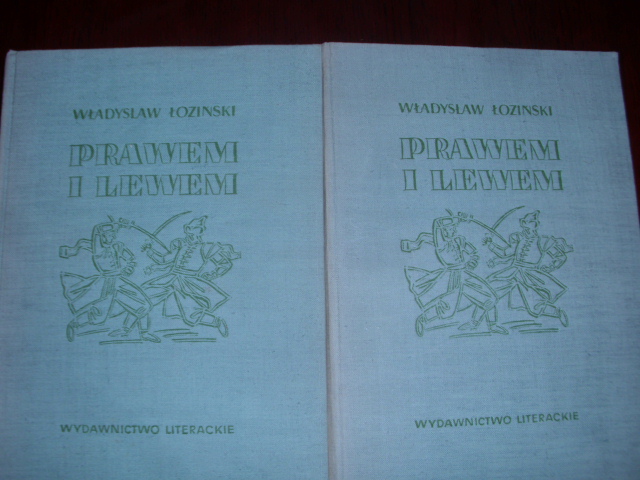 WŁADYSŁAW ŁOZIŃSKI
PRAWEM
I LEWEM
WYDAWNICTWO LITERACKIE
WŁADYSŁAW ŁOZIŃSKI
PRAWEM
I LEWEM
WYDAWNICTWO LITERACKIE